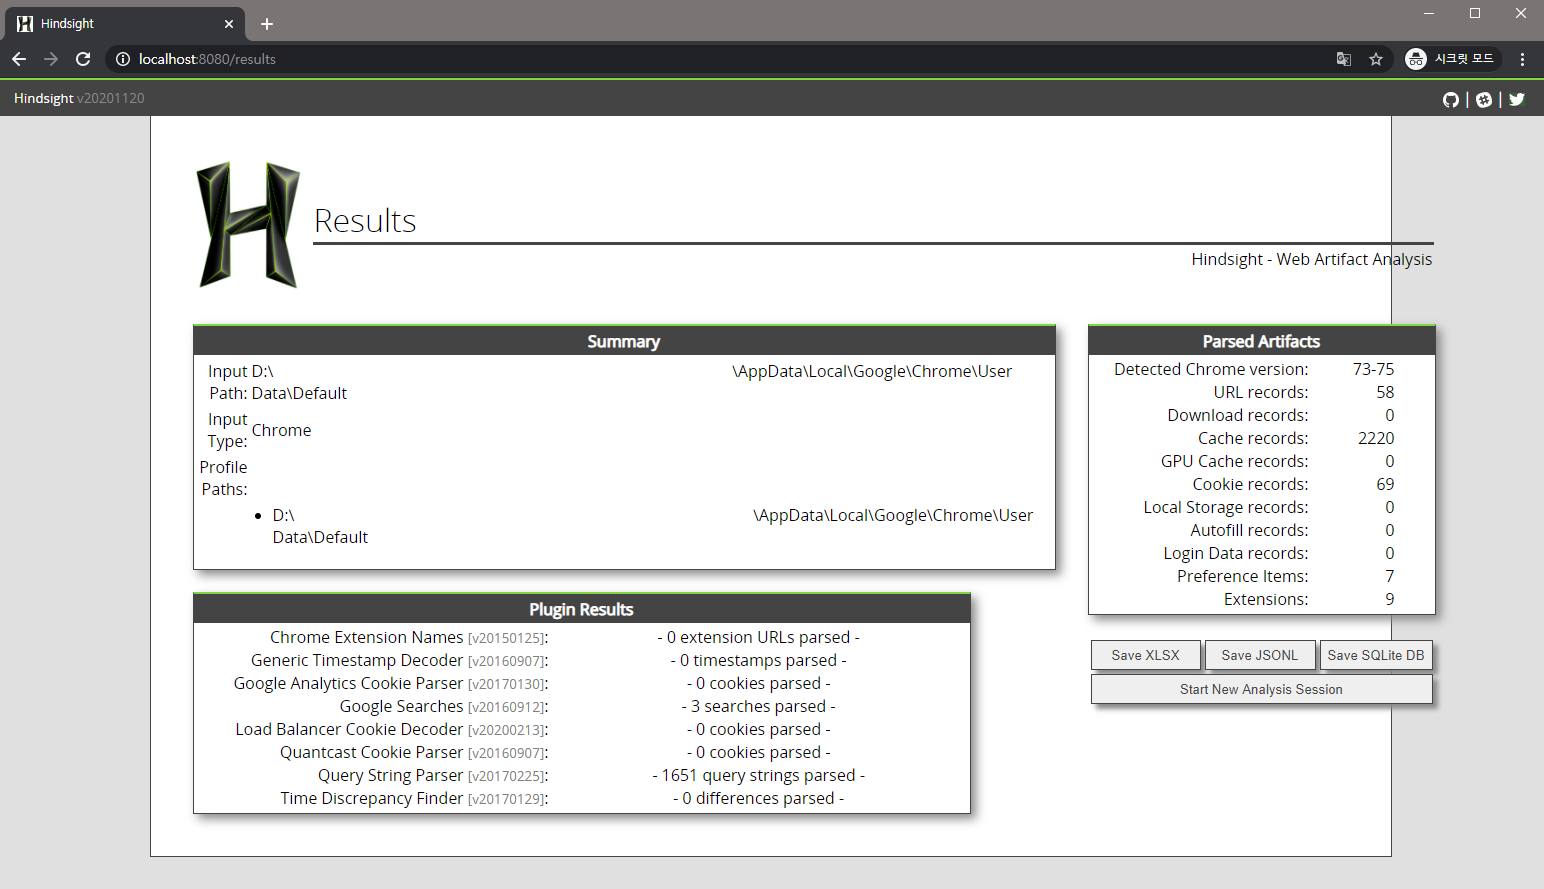 Hindsight
localhost:8080/results
시크릿 모드
Hindsight v20201120
Results
Hindsight - Web Artifact Analysis
Summary
Input Path: D:\ \AppData\Local\Google\Chrome\User
Data\Default
Input Type: Chrome
Profile Paths:
• D:\ \AppData\Local\Google\Chrome\User
Data\Default
Parsed Artifacts
Detected Chrome version: 73-75
URL records: 58
Download records: 0
Cache records: 2220
GPU Cache records: 0
Cookie records: 69
Local Storage records: 0
Autofill records: 0
Login Data records: 0
Preference Items: 7
Extensions: 9
Plugin Results
Chrome Extension Names [v20150125]: - 0 extension URLs parsed -
Generic Timestamp Decoder [v20160907]: - 0 timestamps parsed -
Google Analytics Cookie Parser [v20170130]: - 0 cookies parsed -
Google Searches [v20160912]: - 3 searches parsed -
Load Balancer Cookie Decoder [v20200213]: - 0 cookies parsed -
Quantcast Cookie Parser [v20160907]: - 0 cookies parsed -
Query String Parser [v20170225]: - 1651 query strings parsed -
Time Discrepancy Finder [v20170129]: - 0 differences parsed -
Save XLSX Save JSONL Save SQLite DB
Start New Analysis Session